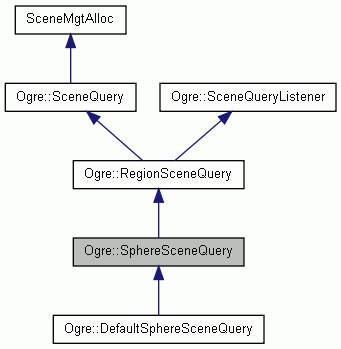 SceneMgtAlloc
Ogre::SceneQuery
Ogre::SceneQueryListener
Ogre::RegionSceneQuery
Ogre::SphereSceneQuery
Ogre::DefaultSphereSceneQuery